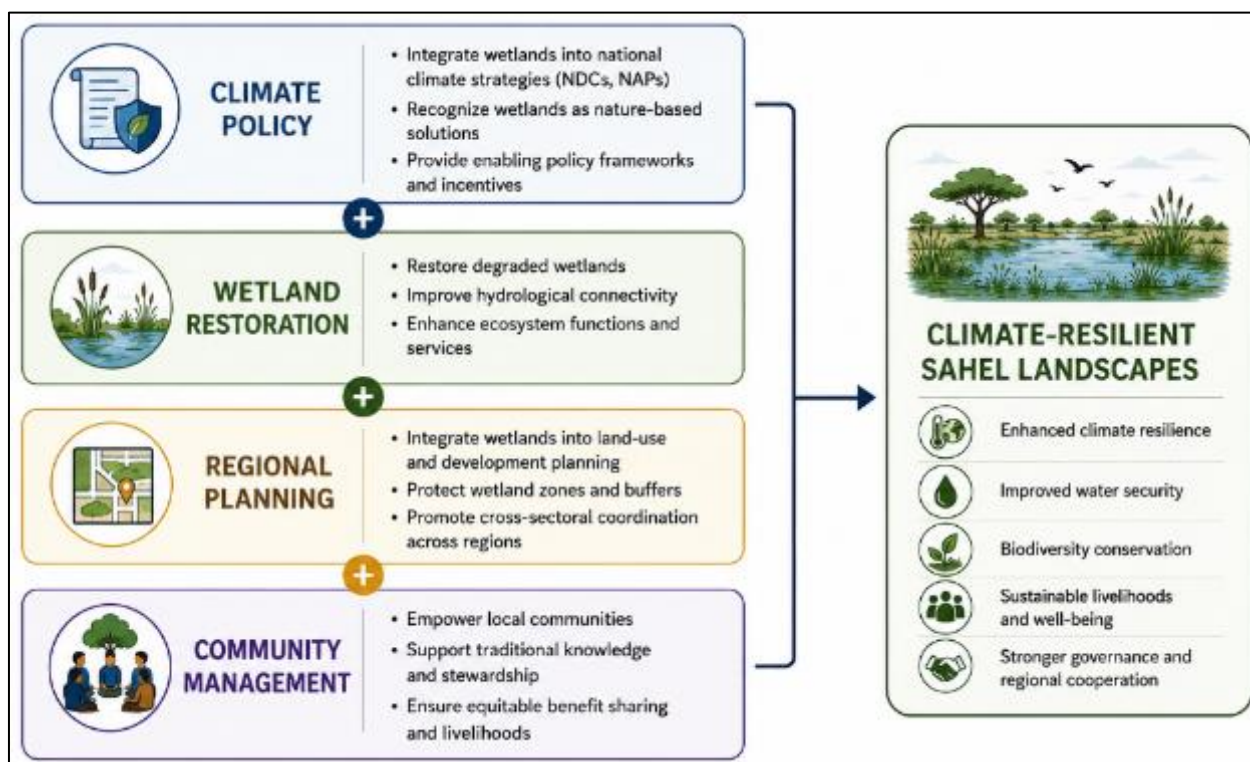 CLIMATE
POLICY
• Integrate wetlands into national
climate strategies (NDCs, NAPs)
• Recognize wetlands as nature-based
solutions
• Provide enabling policy frameworks
and incentives
+
WETLAND
RESTORATION
• Restore degraded wetlands
• Improve hydrological connectivity
• Enhance ecosystem functions and
services
+
REGIONAL
PLANNING
• Integrate wetlands into land-use
and development planning
• Protect wetland zones and buffers
• Promote cross-sectoral coordination
across regions
+
COMMUNITY
MANAGEMENT
• Empower local communities
• Support traditional knowledge
and stewardship
• Ensure equitable benefit sharing
and livelihoods
CLIMATE-RESILIENT
SAHEL LANDSCAPES
Enhanced climate resilience
Improved water security
Biodiversity conservation
Sustainable livelihoods
and well-being
Stronger governance and
regional cooperation